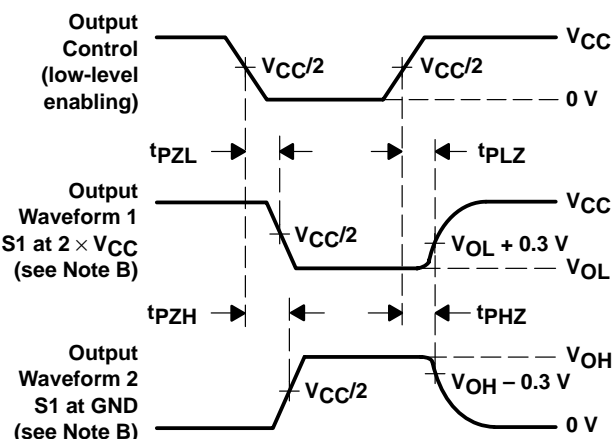 Output
Control
(low-level
enabling)
VCC
VCC/2
VCC/2
0 V
tPZL
tPLZ
Output
Waveform 1
S1 at 2 × VCC
(see Note B)
VCC
VCC/2
VOL + 0.3 V
VOL
tPZH
tPHZ
Output
Waveform 2
S1 at GND
(see Note B)
VOH
VCC/2
VOH − 0.3 V
0 V